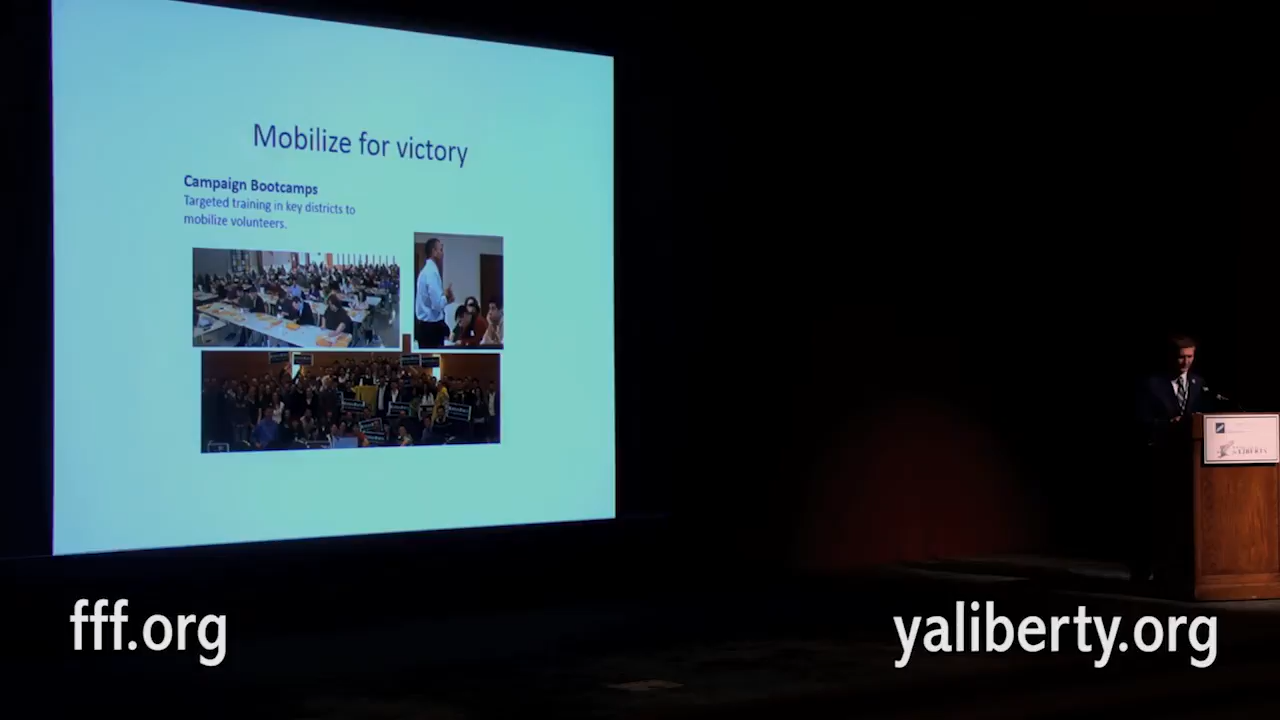 Mobilize for victory
Campaign Bootcamps
Targeted training in key districts to
mobilize volunteers.
fff.org
yaliberty.org